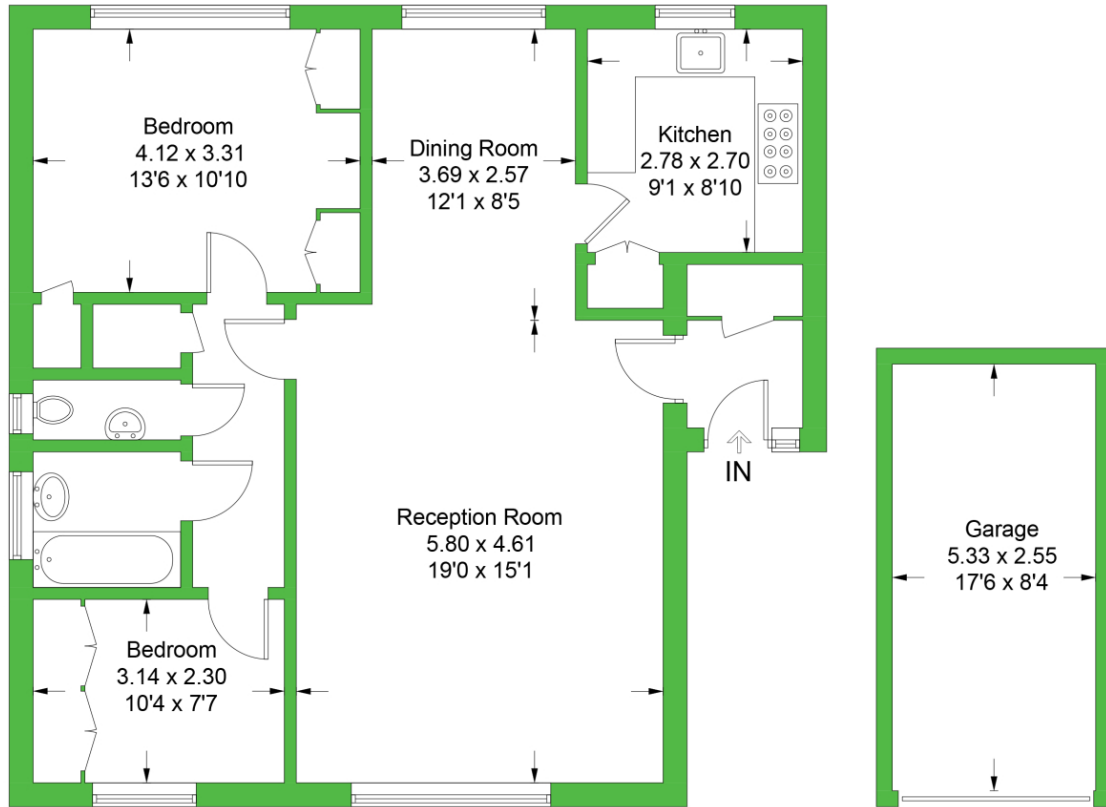 Bedroom
4.12 x 3.31
13'6 x 10'10
Dining Room
3.69 x 2.57
12'1 x 8'5
Kitchen
2.78 x 2.70
9'1 x 8'10
IN
Reception Room
5.80 x 4.61
19'0 x 15'1
Garage
5.33 x 2.55
17'6 x 8'4
Bedroom
3.14 x 2.30
10'4 x 7'7